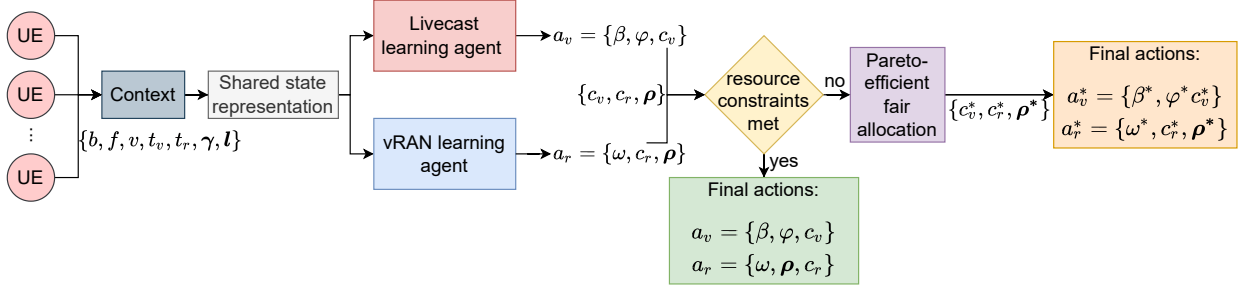 UE
UE
⋮
UE
Context
{b, f, v, t_v, t_r, γ, l}
Shared state
representation
Livecast
learning agent
vRAN learning
agent
a_v = {β, φ, c_v}
{c_v, c_r, ρ}
a_r = {ω, c_r, ρ}
resource
constraints
met
no
yes
Pareto-
efficient
fair
allocation
{c_v^*, c_r^*, ρ^*}
Final actions:
a_v^* = {β^*, φ^* c_v^*}
a_r^* = {ω^*, c_r^*, ρ^*}
Final actions:
a_v = {β, φ, c_v}
a_r = {ω, ρ, c_r}